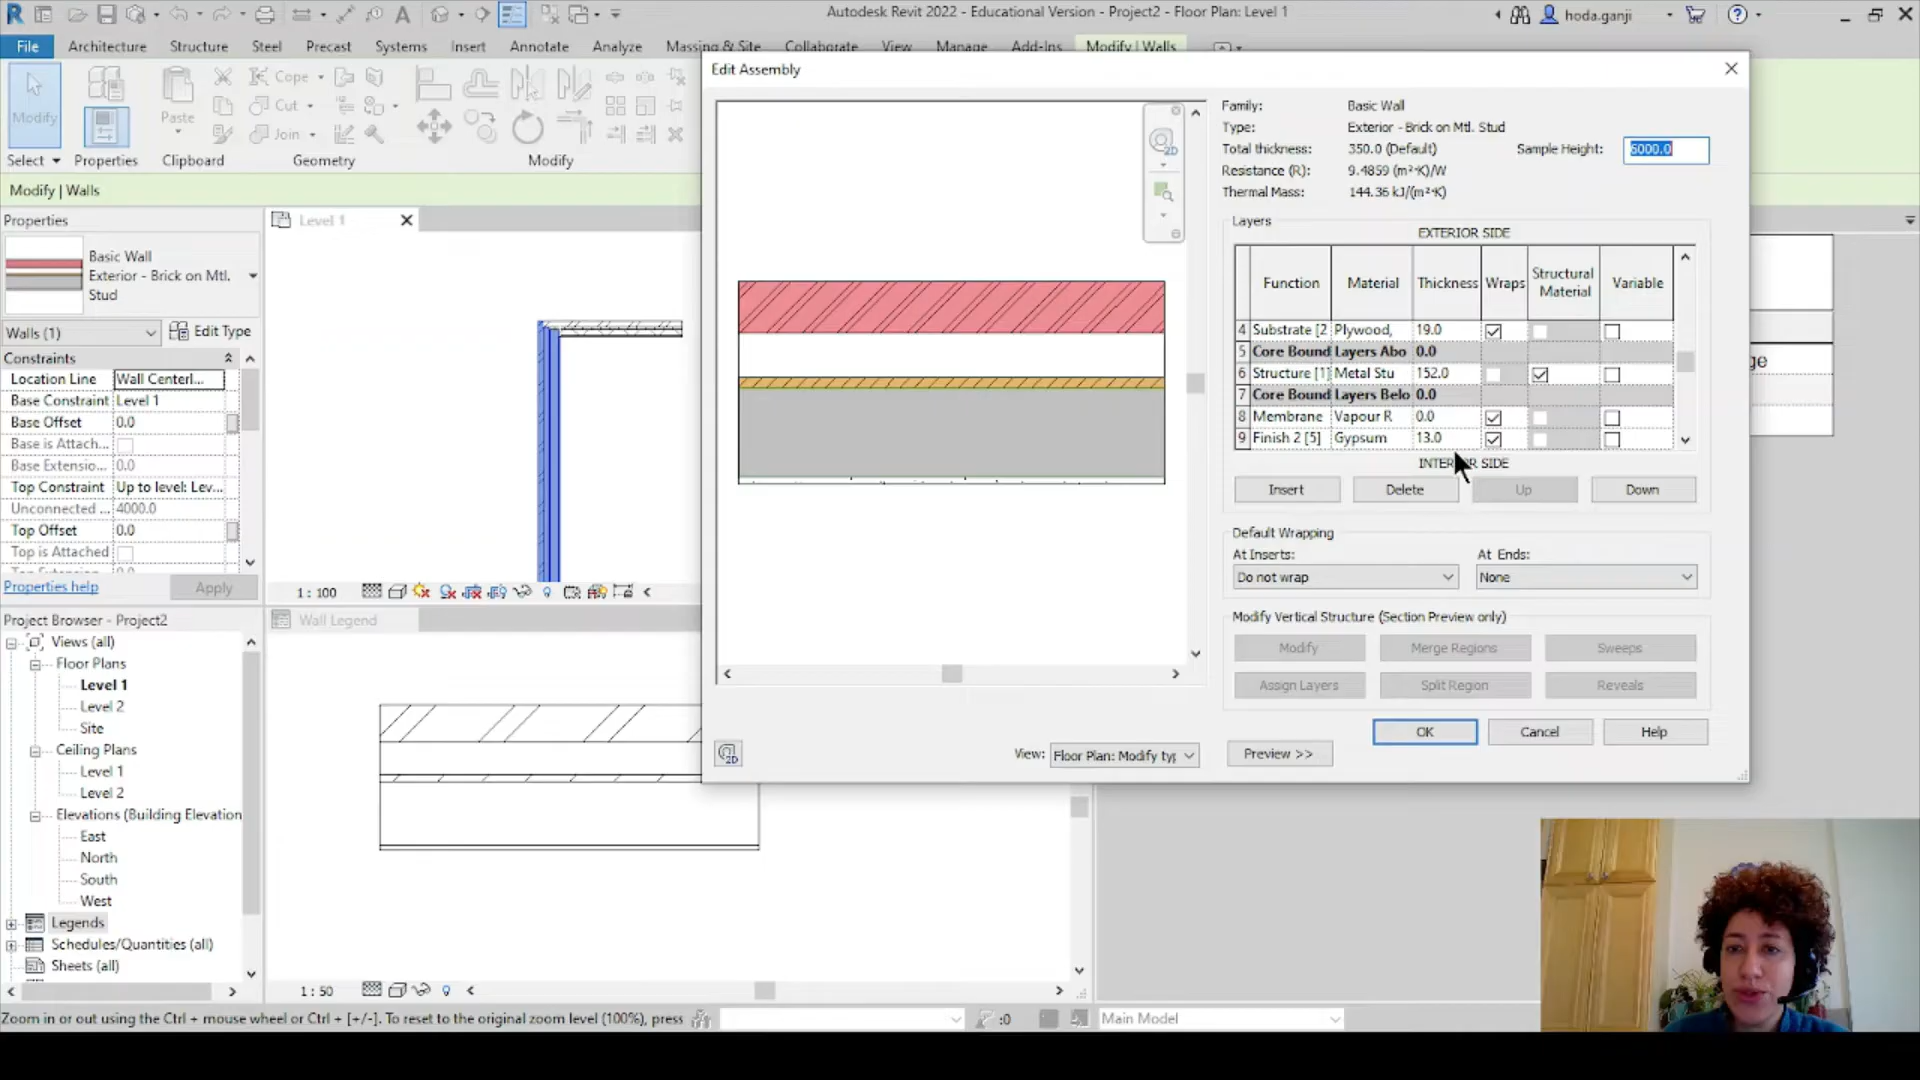 Autodesk Revit 2022 - Educational Version - Project2 - Floor Plan: Level 1
hoda.ganji
File Architecture Structure Steel Precast Systems Insert Annotate Analyze Massing & Site Collaborate View Manage Add-Ins Modify | Walls
Modify
Paste
Cope
Cut
Join
Select Properties Clipboard Geometry Modify
Modify | Walls
Properties
Basic Wall
Exterior - Brick on Mtl.
Stud
Walls (1) Edit Type
Constraints
Location Line Wall Centerl...
Base Constraint Level 1
Base Offset 0.0
Base is Attach...
Base Extensio... 0.0
Top Constraint Up to level: Lev...
Unconnected ... 4000.0
Top Offset 0.0
Top is Attached
Properties help Apply
Project Browser - Project2
Views (all)
Floor Plans
Level 1
Level 2
Site
Ceiling Plans
Level 1
Level 2
Elevations (Building Elevation
East
North
South
West
Legends
Schedules/Quantities (all)
Sheets (all)
Level 1
1 : 100
Wall Legend
1 : 50
Edit Assembly
2D
Family: Basic Wall
Type: Exterior - Brick on Mtl. Stud
Total thickness: 350.0 (Default) Sample Height: 6000.0
Resistance (R): 9.4859 (m²·K)/W
Thermal Mass: 144.36 kJ/(m²·K)
Layers
EXTERIOR SIDE
Function Material Thickness Wraps Structural Material Variable
4 Substrate [2 Plywood, 19.0
5 Core Bound Layers Abo 0.0
6 Structure [1] Metal Stu 152.0
7 Core Bound Layers Belo 0.0
8 Membrane Vapour R 0.0
9 Finish 2 [5] Gypsum 13.0
INTERIOR SIDE
Insert Delete Up Down
Default Wrapping
At Inserts: At Ends:
Do not wrap None
Modify Vertical Structure (Section Preview only)
Modify Merge Regions Sweeps
Assign Layers Split Region Reveals
OK Cancel Help
2D
View: Floor Plan: Modify ty Preview >>
ge
Zoom in or out using the Ctrl + mouse wheel or Ctrl + [+/-]. To reset to the original zoom level (100%), press
:0
Main Model